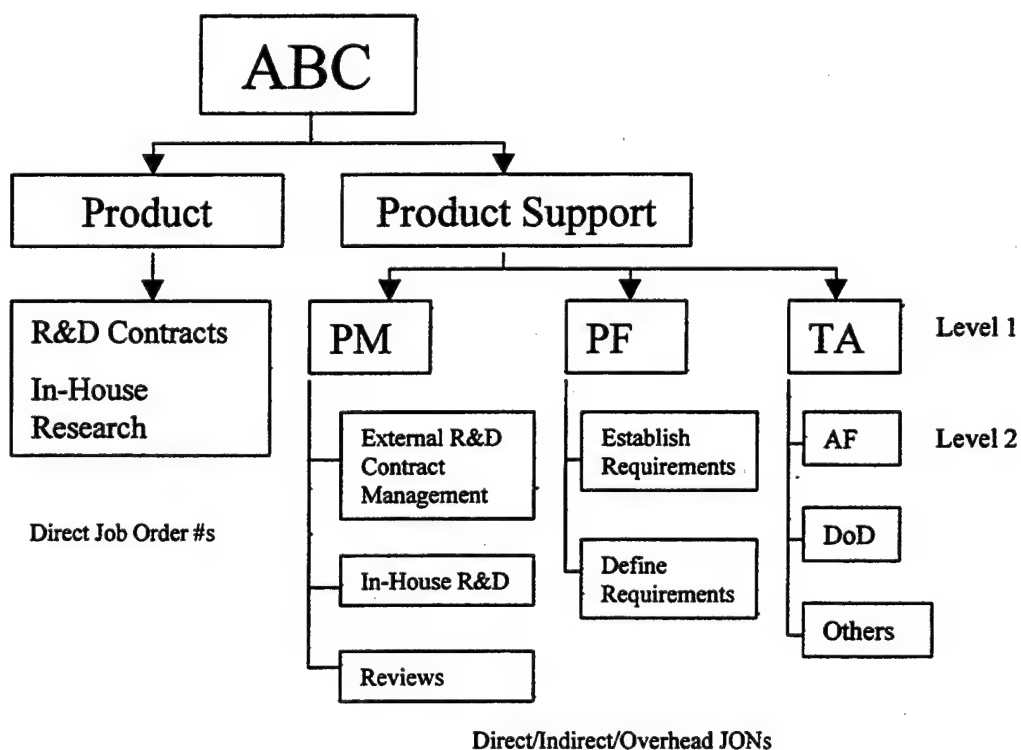 ABC
Product
Product Support
R&D Contracts
In-House
Research
PM
PF
TA
Level 1
External R&D
Contract
Management
Establish
Requirements
AF
Level 2
Direct Job Order #s
In-House R&D
Define
Requirements
DoD
Reviews
Others
Direct/Indirect/Overhead JONs